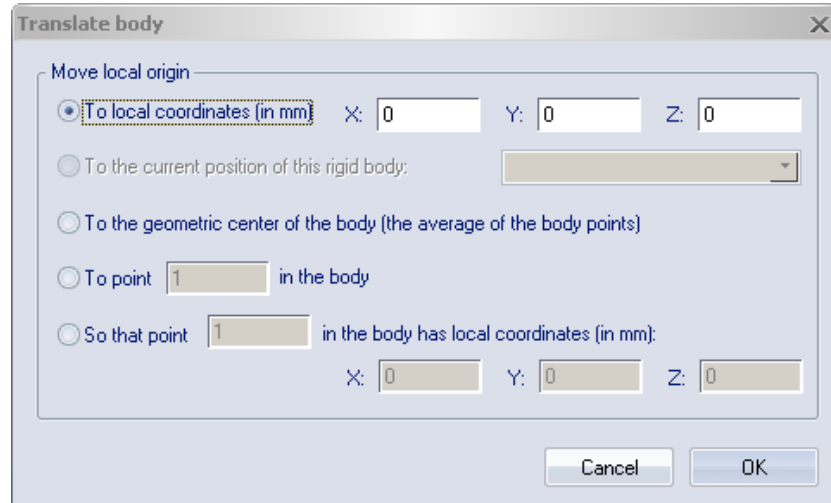 Translate body
Move local origin
To local coordinates (in mm) X: 0 Y: 0 Z: 0
To the current position of this rigid body:
To the geometric center of the body (the average of the body points)
To point 1 in the body
So that point 1 in the body has local coordinates (in mm):
X: 0 Y: 0 Z: 0
Cancel OK